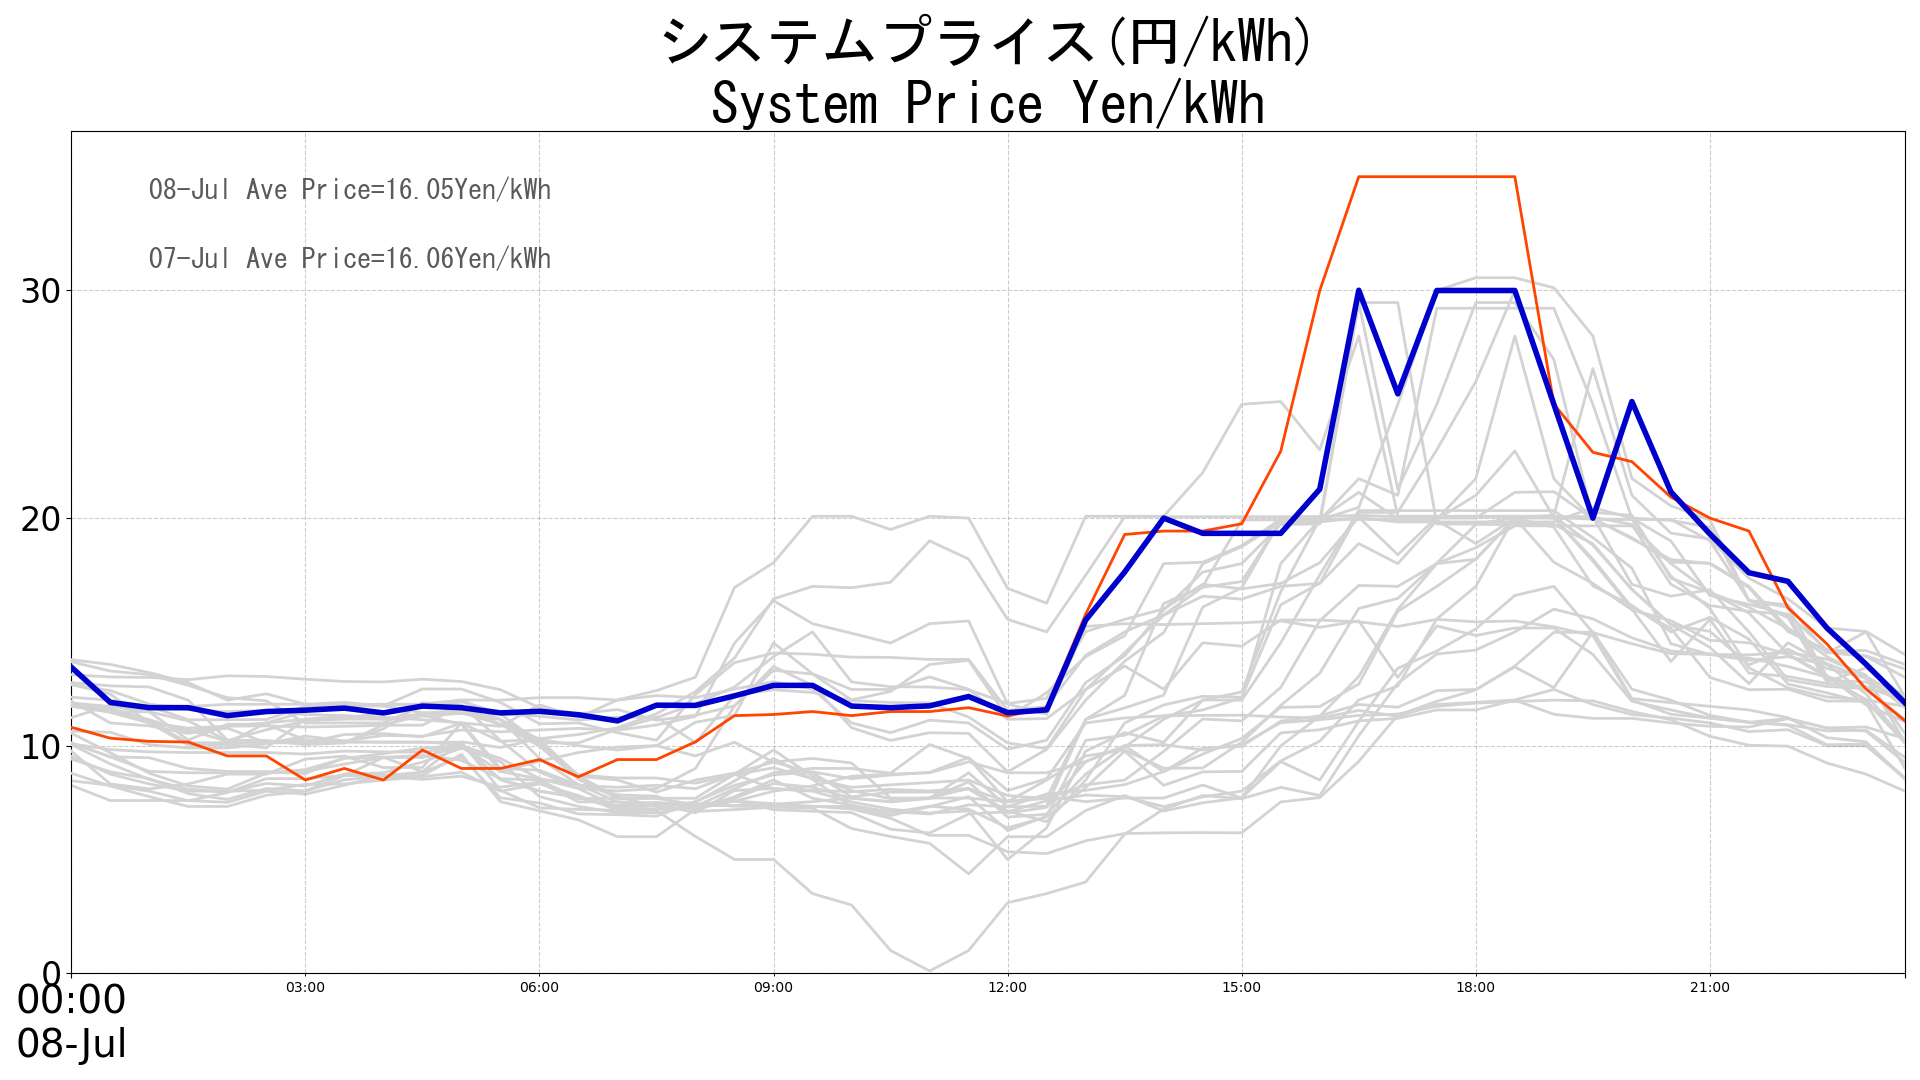 システムプライス(円/kWh)
System Price Yen/kWh
08-Jul Ave Price=16.05Yen/kWh
07-Jul Ave Price=16.06Yen/kWh
30
20
10
0
00:00
03:00
06:00
09:00
12:00
15:00
18:00
21:00
08-Jul